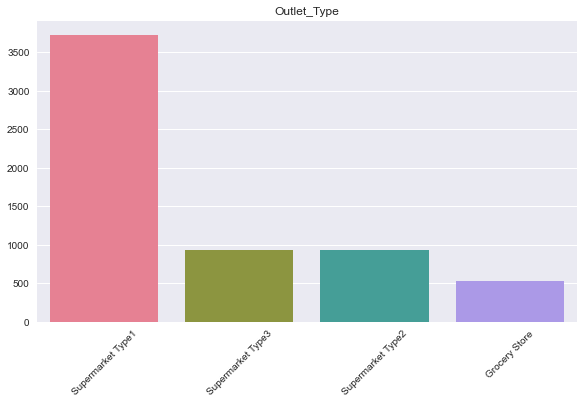 Outlet_Type
3500
3000
2500
2000
1500
1000
500
0
Supermarket Type1
Supermarket Type3
Supermarket Type2
Grocery Store